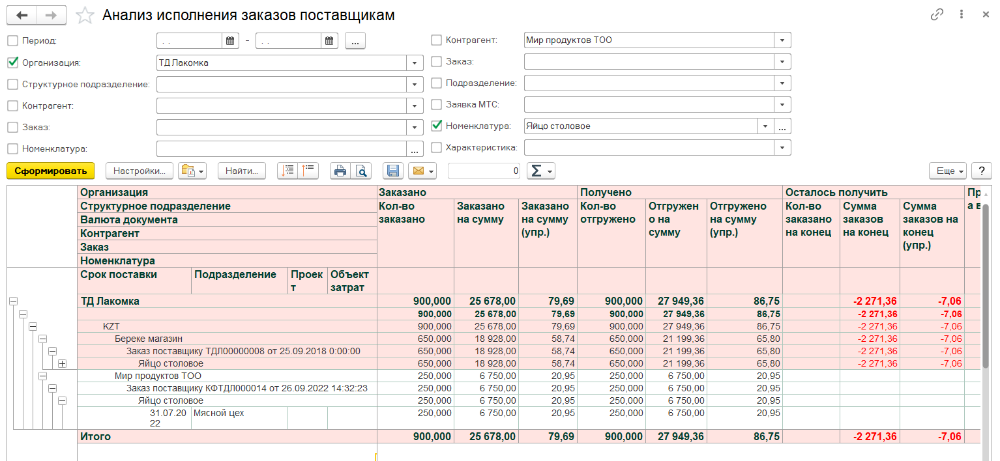 Анализ исполнения заказов поставщикам
Период: . . - . . ...
Контрагент: Мир продуктов ТОО
Организация: ТД Лакомка
Заказ:
Структурное подразделение:
Подразделение:
Контрагент:
Заявка МТС:
Заказ:
Номенклатура: Яйцо столовое ...
Номенклатура: ...
Характеристика:
Сформировать Настройки... Найти... 0 Σ Еще ?
Организация Заказано Получено Осталось получить Пр
а в
Структурное подразделение
Валюта документа
Контрагент
Заказ
Номенклатура
Кол-во заказано
Заказано на сумму
Заказано на сумму (упр.)
Кол-во отгружено
Отгружен о на сумму
Отгружено на сумму (упр.)
Кол-во заказано на конец
Сумма заказов на конец
Сумма заказов на конец (упр.)
Срок поставки Подразделение Проек т Объект затрат
ТД Лакомка 900,000 25 678,00 79,69 900,000 27 949,36 86,75 -2 271,36 -7,06
900,000 25 678,00 79,69 900,000 27 949,36 86,75 -2 271,36 -7,06
KZT 900,000 25 678,00 79,69 900,000 27 949,36 86,75 -2 271,36 -7,06
Береке магазин 650,000 18 928,00 58,74 650,000 21 199,36 65,80 -2 271,36 -7,06
Заказ поставщику ТДЛ00000008 от 25.09.2018 0:00:00 650,000 18 928,00 58,74 650,000 21 199,36 65,80 -2 271,36 -7,06
Яйцо столовое 650,000 18 928,00 58,74 650,000 21 199,36 65,80 -2 271,36 -7,06
Мир продуктов ТОО 250,000 6 750,00 20,95 250,000 6 750,00 20,95
Заказ поставщику КФТДЛ000014 от 26.09.2022 14:32:23 250,000 6 750,00 20,95 250,000 6 750,00 20,95
Яйцо столовое 250,000 6 750,00 20,95 250,000 6 750,00 20,95
31.07.20 Мясной цех 250,000 6 750,00 20,95 250,000 6 750,00 20,95
22
Итого 900,000 25 678,00 79,69 900,000 27 949,36 86,75 -2 271,36 -7,06